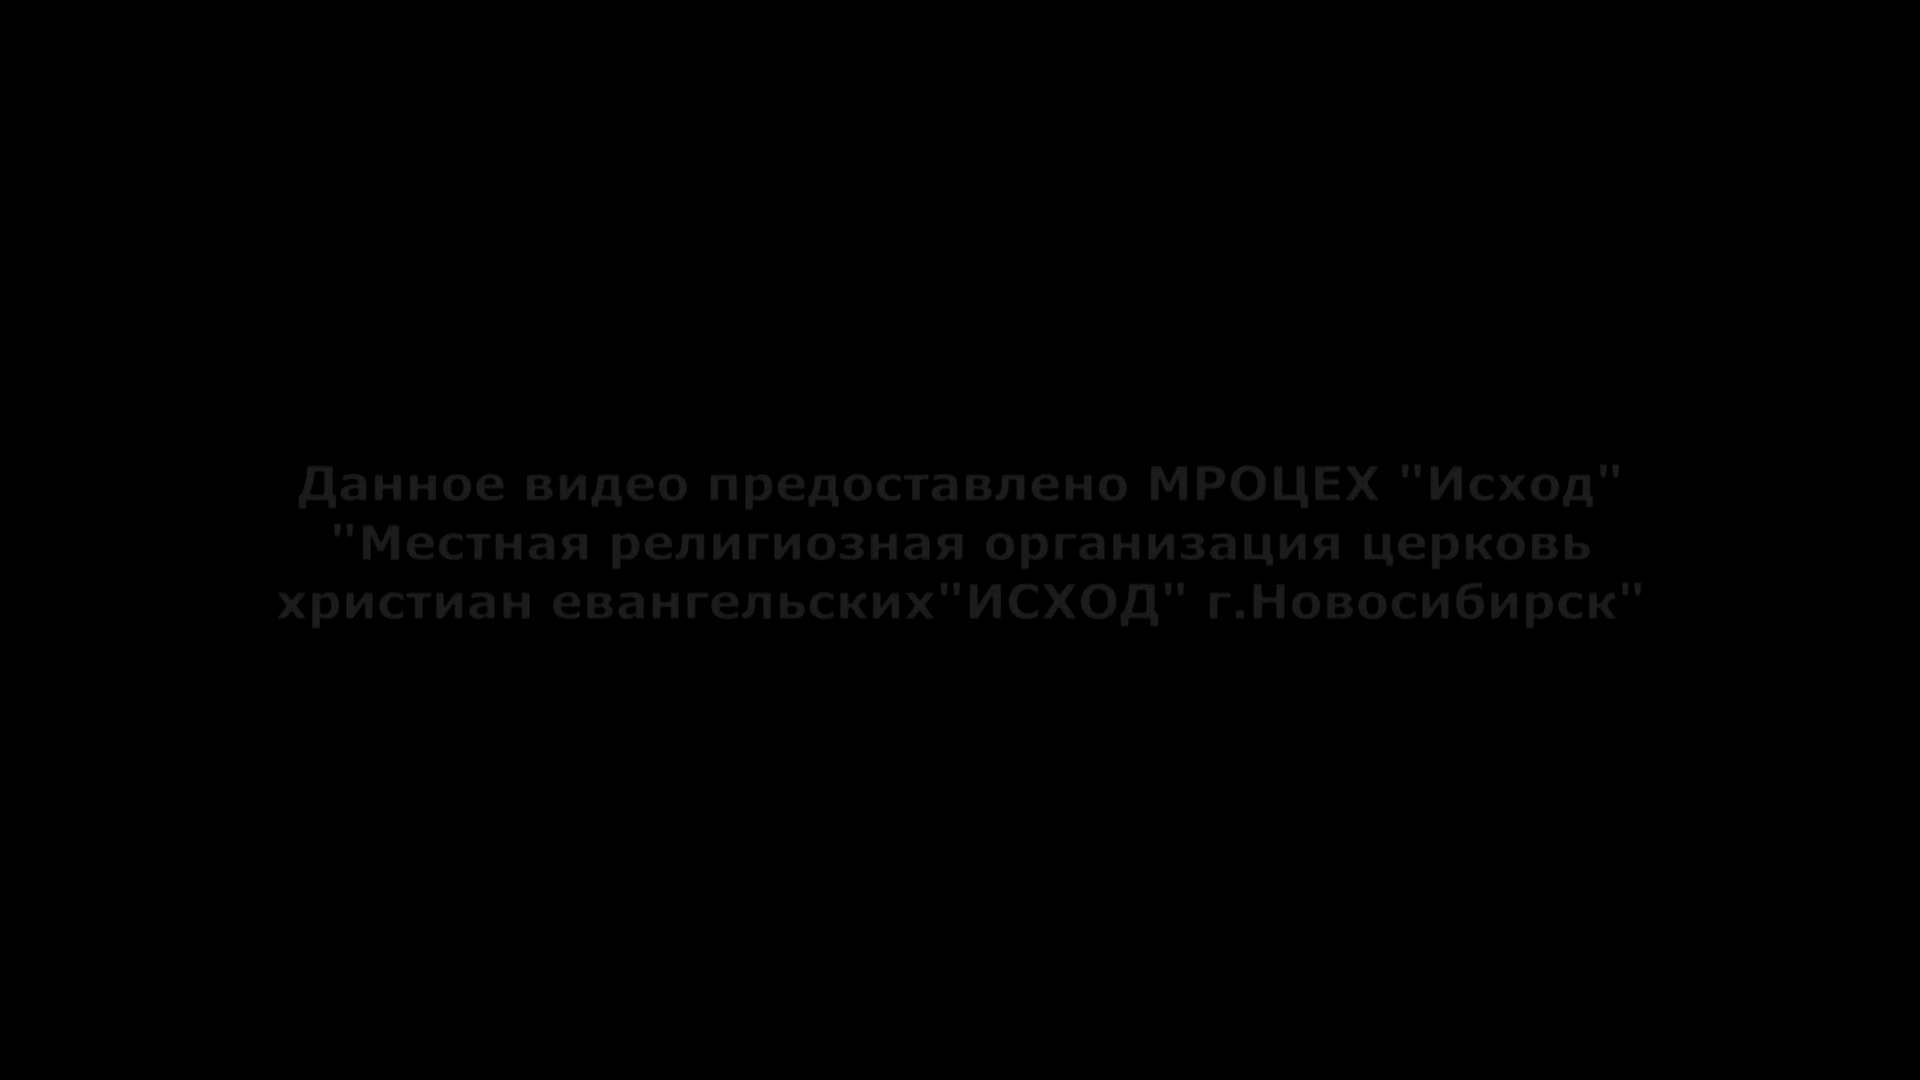 Данное видео предоставлено МРОЦЕХ "Исход"
"Местная религиозная организация церковь
христиан евангельских"ИСХОД" г.Новосибирск"